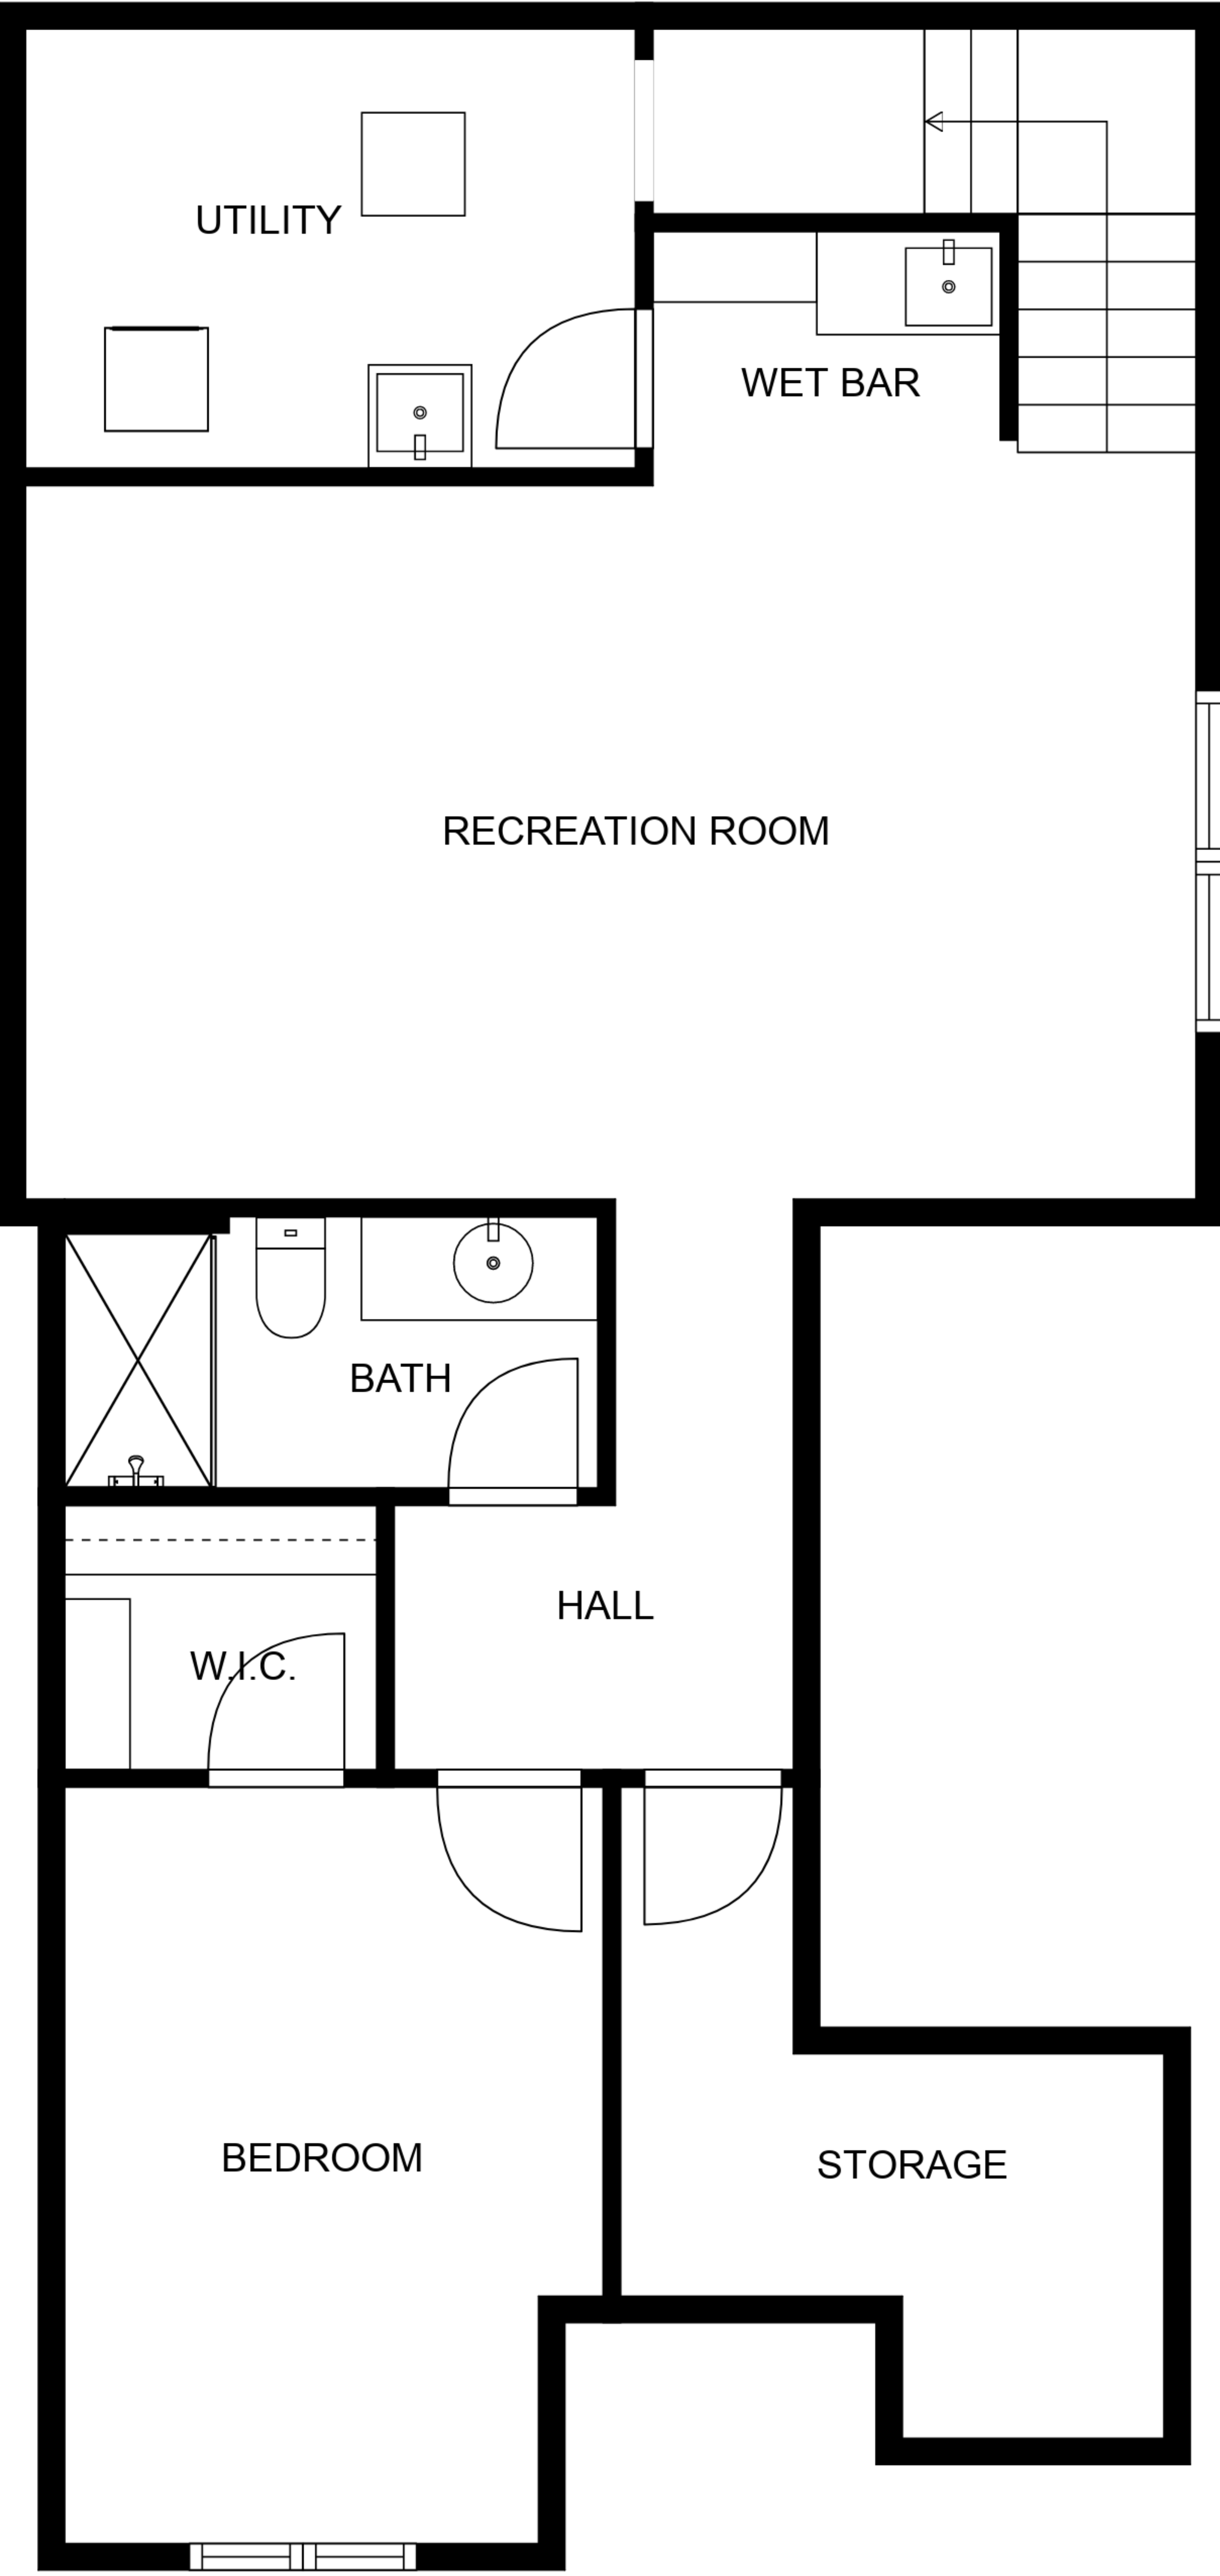 UTILITY
WET BAR
RECREATION ROOM
BATH
HALL
W.I.C.
BEDROOM
STORAGE